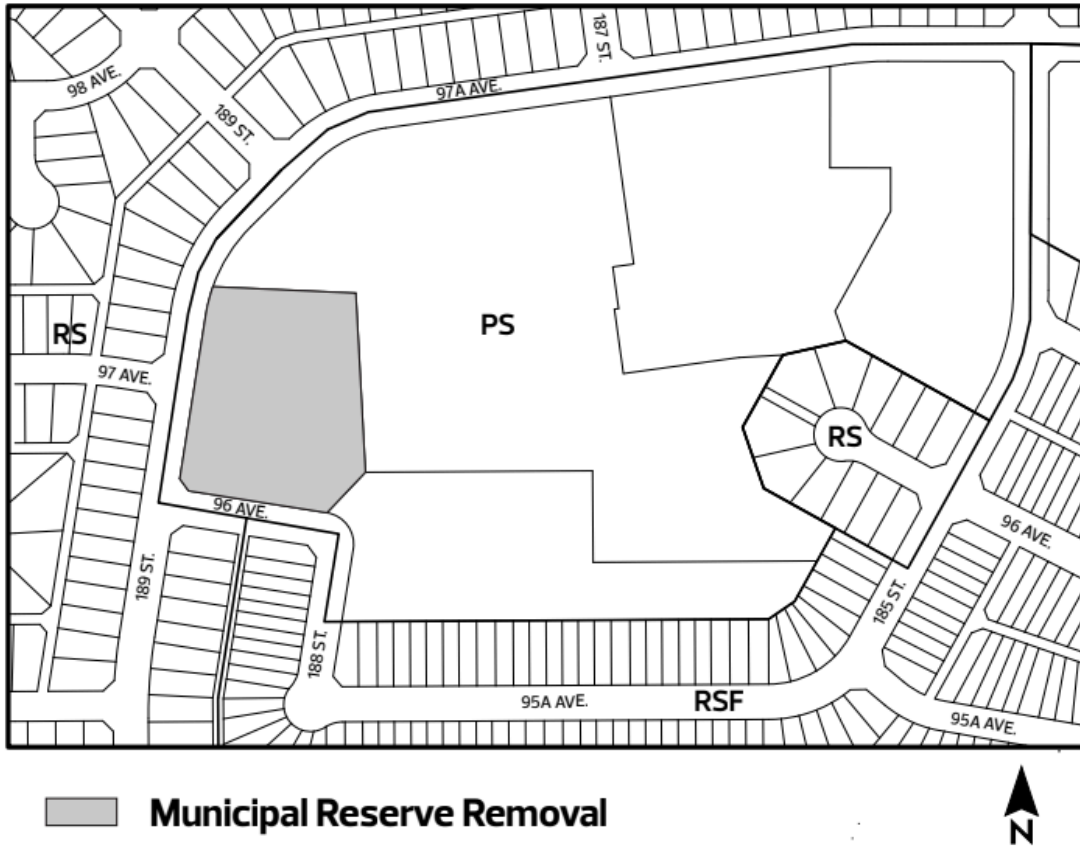 187 ST.
98 AVE.
97A AVE.
189 ST.
PS
RS
97 AVE.
RS
96 AVE.
96 AVE.
189 ST.
185 ST.
188 ST.
95A AVE.
RSF
95A AVE.
Municipal Reserve Removal
N